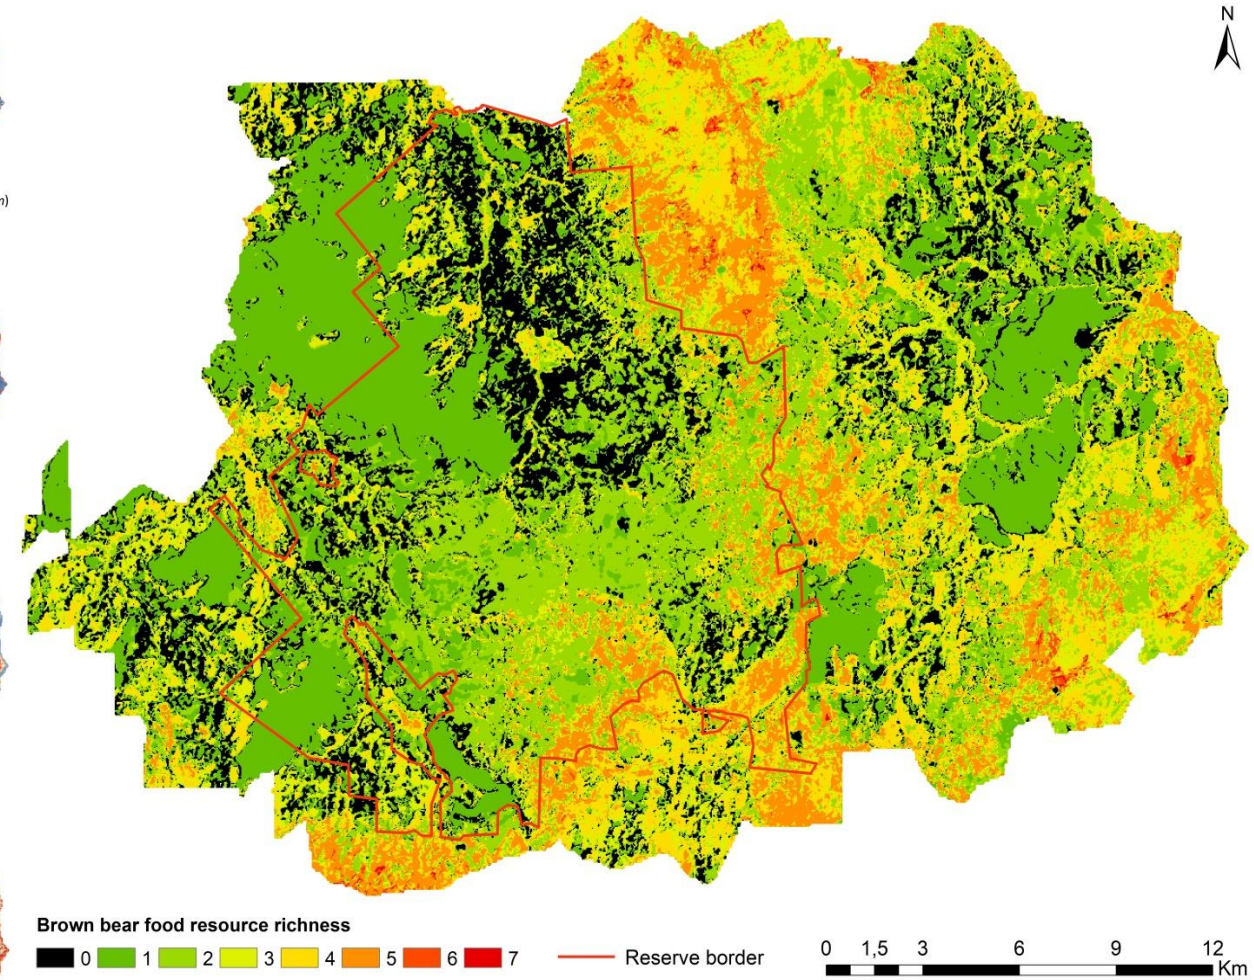 N
n)
Brown bear food resource richness
0 1 2 3 4 5 6 7 Reserve border
0 1,5 3 6 9 12
Km